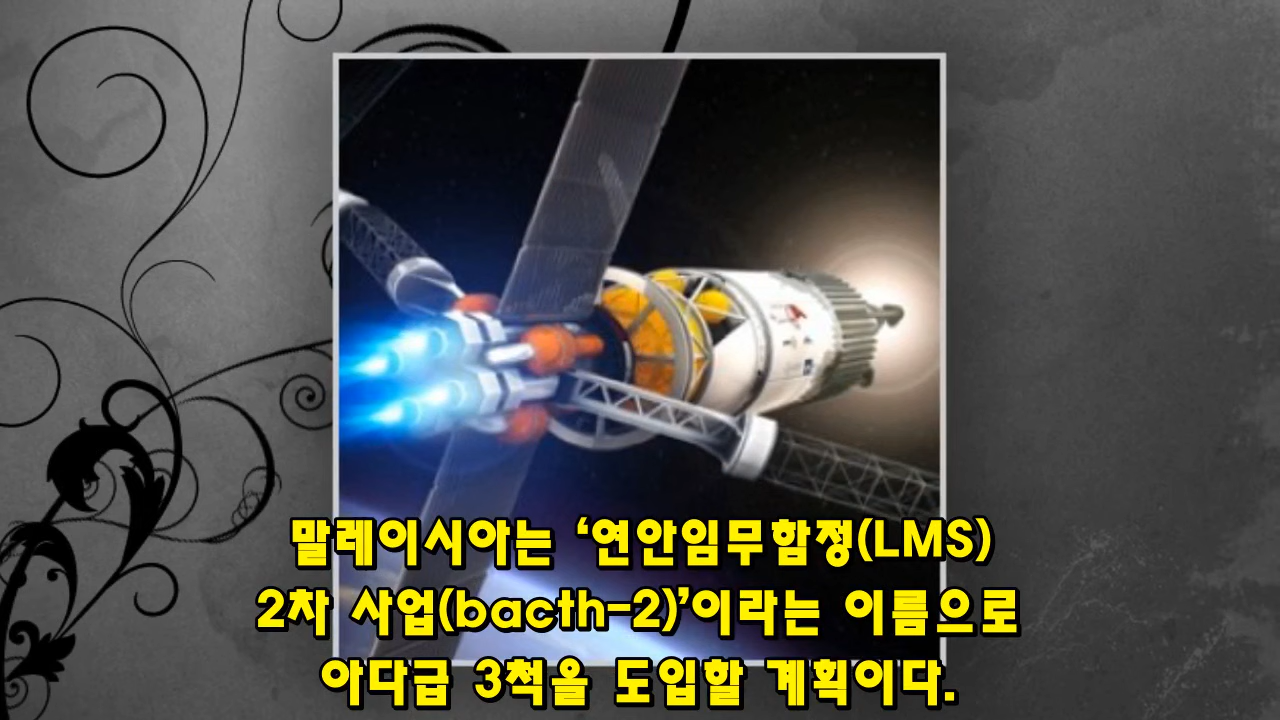 말레이시아는 ‘연안임무함정(LMS)
2차 사업(bacth-2)’이라는 이름으로
아다급 3척을 도입할 계획이다.